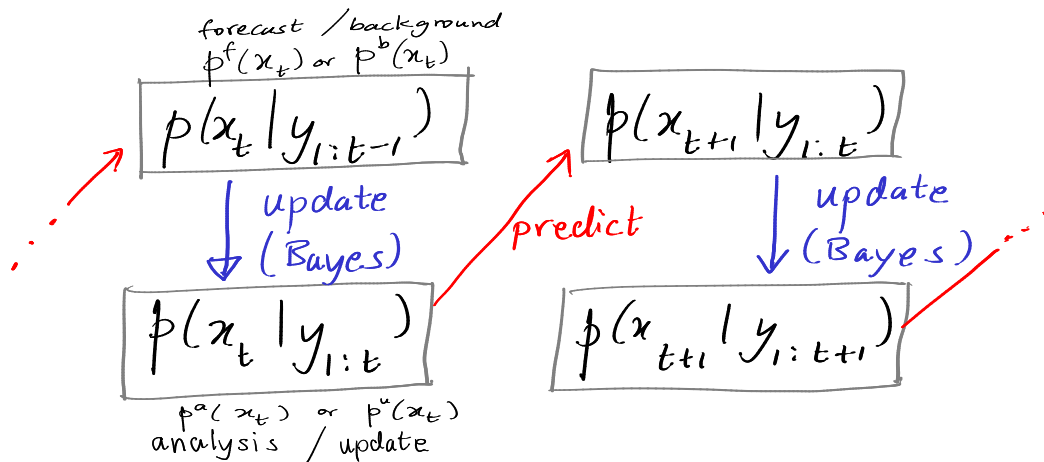 forecast / background
p^f(x_t) or p^b(x_t)
p(x_t | y_{1:t-1})
p(x_{t+1} | y_{1:t})
update
(Bayes)
predict
update
(Bayes)
p(x_t | y_{1:t})
p(x_{t+1} | y_{1:t+1})
p^a(x_t) or p^u(x_t)
analysis / update